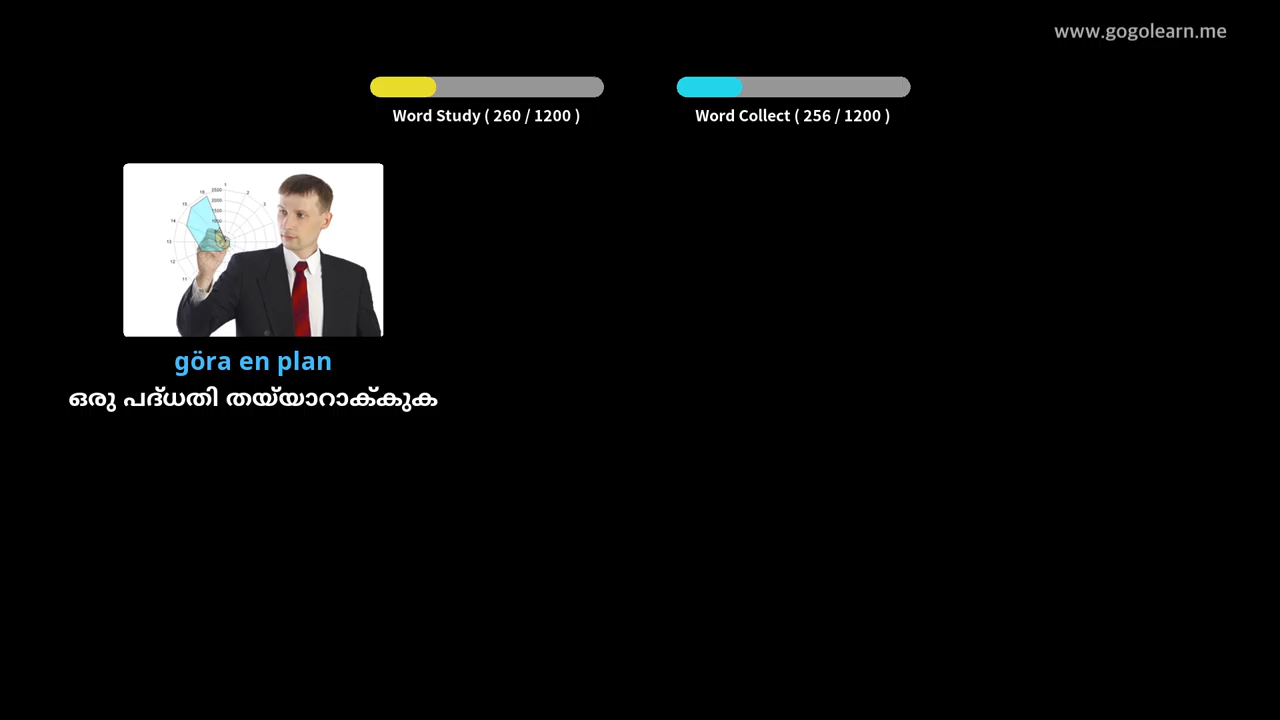 www.gogolearn.me
Word Study ( 260 / 1200 )
Word Collect ( 256 / 1200 )
göra en plan
ഒരു പദ്ധതി തയ്യാറാക്കുക